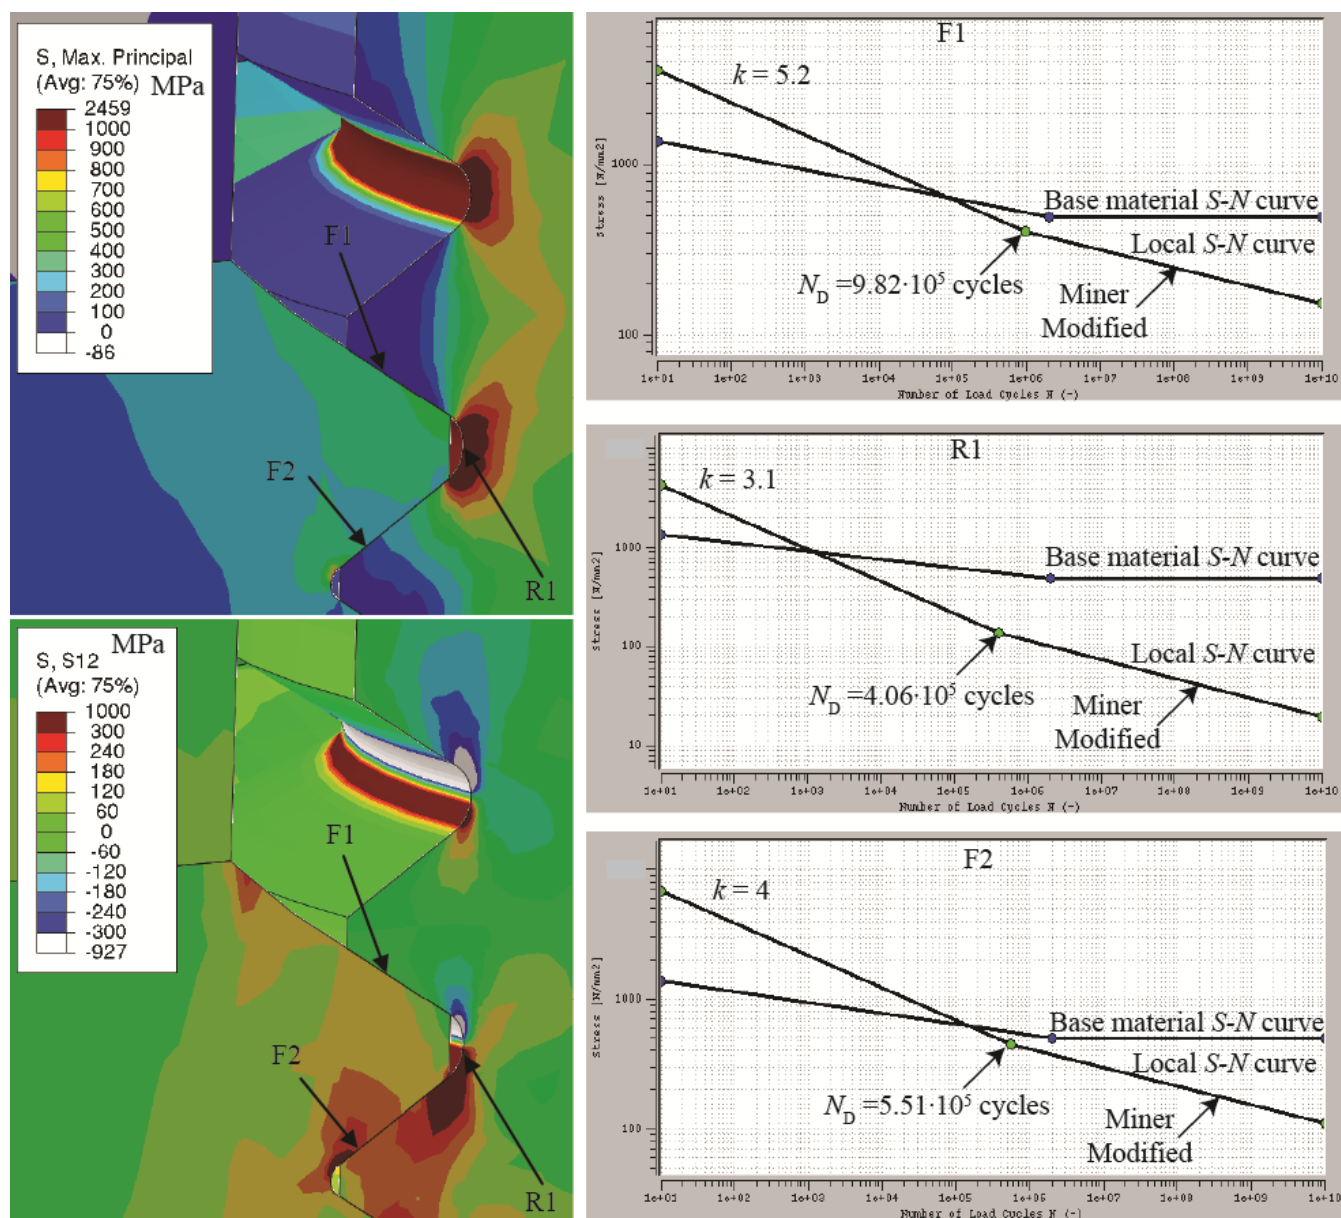 S, Max. Principal
(Avg: 75%) MPa
2459
1000
900
800
700
600
500
400
300
200
100
0
-86
F1
F2
R1
MPa
S, S12
(Avg: 75%)
1000
300
240
180
120
60
0
-60
-120
-180
-240
-300
-927
F1
F2
R1
F1
k = 5.2
1000
100
Stress [N/mm2]
Base material S-N curve
Local S-N curve
N_D =9.82·10⁵ cycles
Miner
Modified
1e+01 1e+02 1e+03 1e+04 1e+05 1e+06 1e+07 1e+08 1e+09 1e+10
Number of Load Cycles N (-)
R1
k = 3.1
1000
100
10
Stress [N/mm2]
Base material S-N curve
Local S-N curve
N_D =4.06·10⁵ cycles
Miner
Modified
1e+01 1e+02 1e+03 1e+04 1e+05 1e+06 1e+07 1e+08 1e+09 1e+10
Number of Load Cycles N (-)
F2
k = 4
1000
100
Stress [N/mm2]
Base material S-N curve
Local S-N curve
N_D =5.51·10⁵ cycles
Miner
Modified
1e+01 1e+02 1e+03 1e+04 1e+05 1e+06 1e+07 1e+08 1e+09 1e+10
Number of Load Cycles N (-)